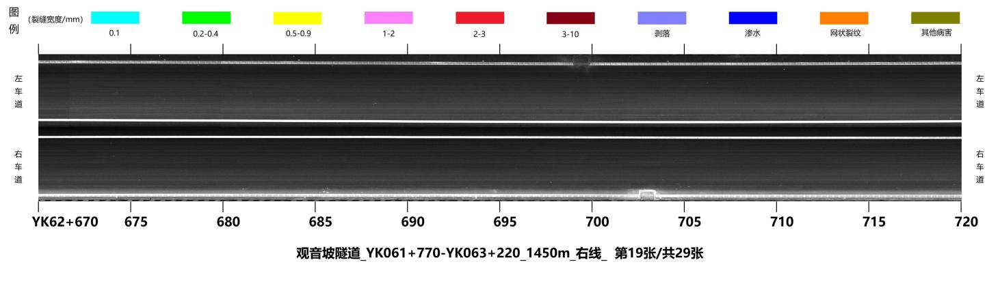 图例
(裂缝宽度/mm)
0.1 0.2-0.4 0.5-0.9 1-2 2-3 3-10 剥落 渗水 网状裂纹 其他病害
左车道 左车道
右车道 右车道
YK62+670 675 680 685 690 695 700 705 710 715 720
观音坡隧道_YK061+770-YK063+220_1450m_右线_ 第19张/共29张